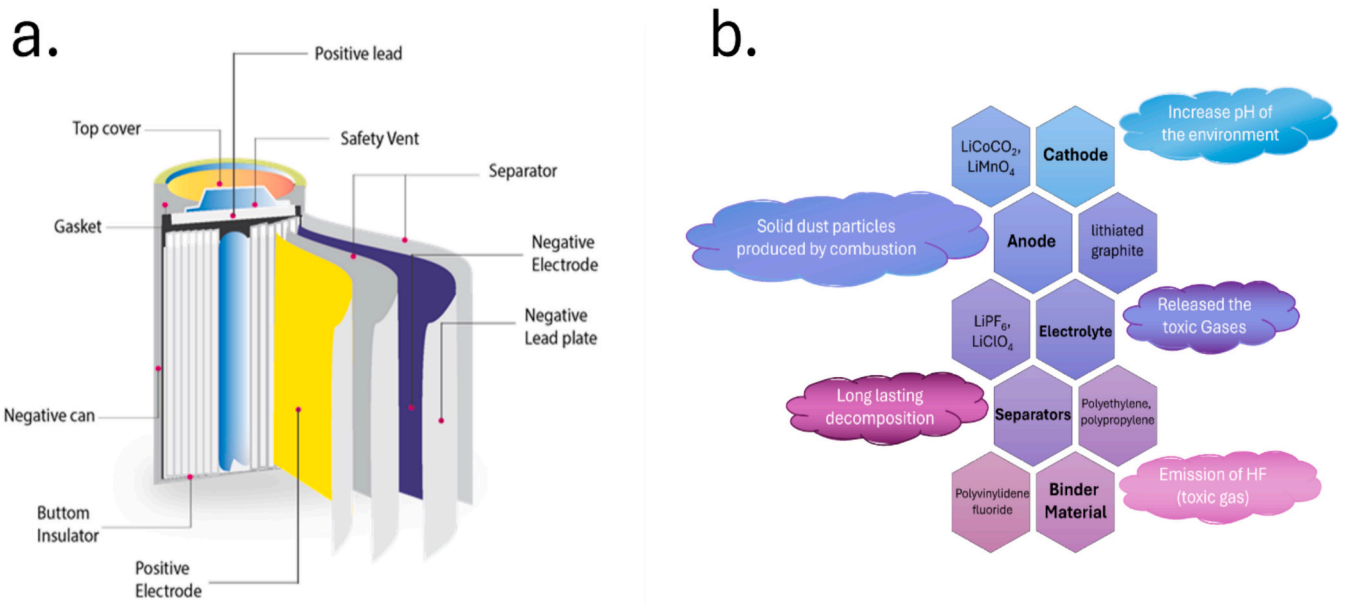 a.
Positive lead
Top cover
Safety Vent
Separator
Gasket
Negative
Electrode
Negative
Lead plate
Negative can
Buttom
Insulator
Positive
Electrode
b.
Increase pH of
the environment
LiCoCO₂,
LiMnO₄
Cathode
Solid dust particles
produced by combustion
Anode
lithiated
graphite
Released the
toxic Gases
LiPF₆,
LiClO₄
Electrolyte
Long lasting
decomposition
Separators
Polyethylene,
polypropylene
Emission of HF
(toxic gas)
Polyvinylidene
fluoride
Binder
Material